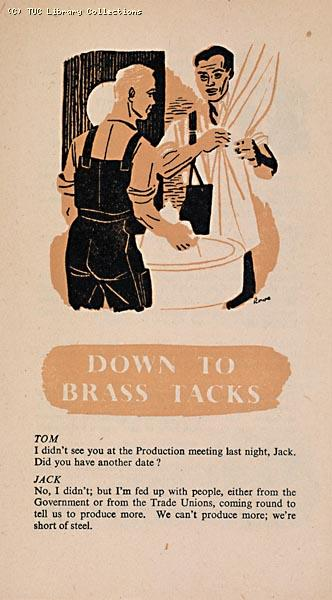 (C) TUC Library Collections
Rowe
DOWN TO
BRASS TACKS
TOM
I didn't see you at the Production meeting last night, Jack.
Did you have another date ?
JACK
No, I didn't; but I'm fed up with people, either from the
Government or from the Trade Unions, coming round to
tell us to produce more. We can't produce more; we're
short of steel.
1